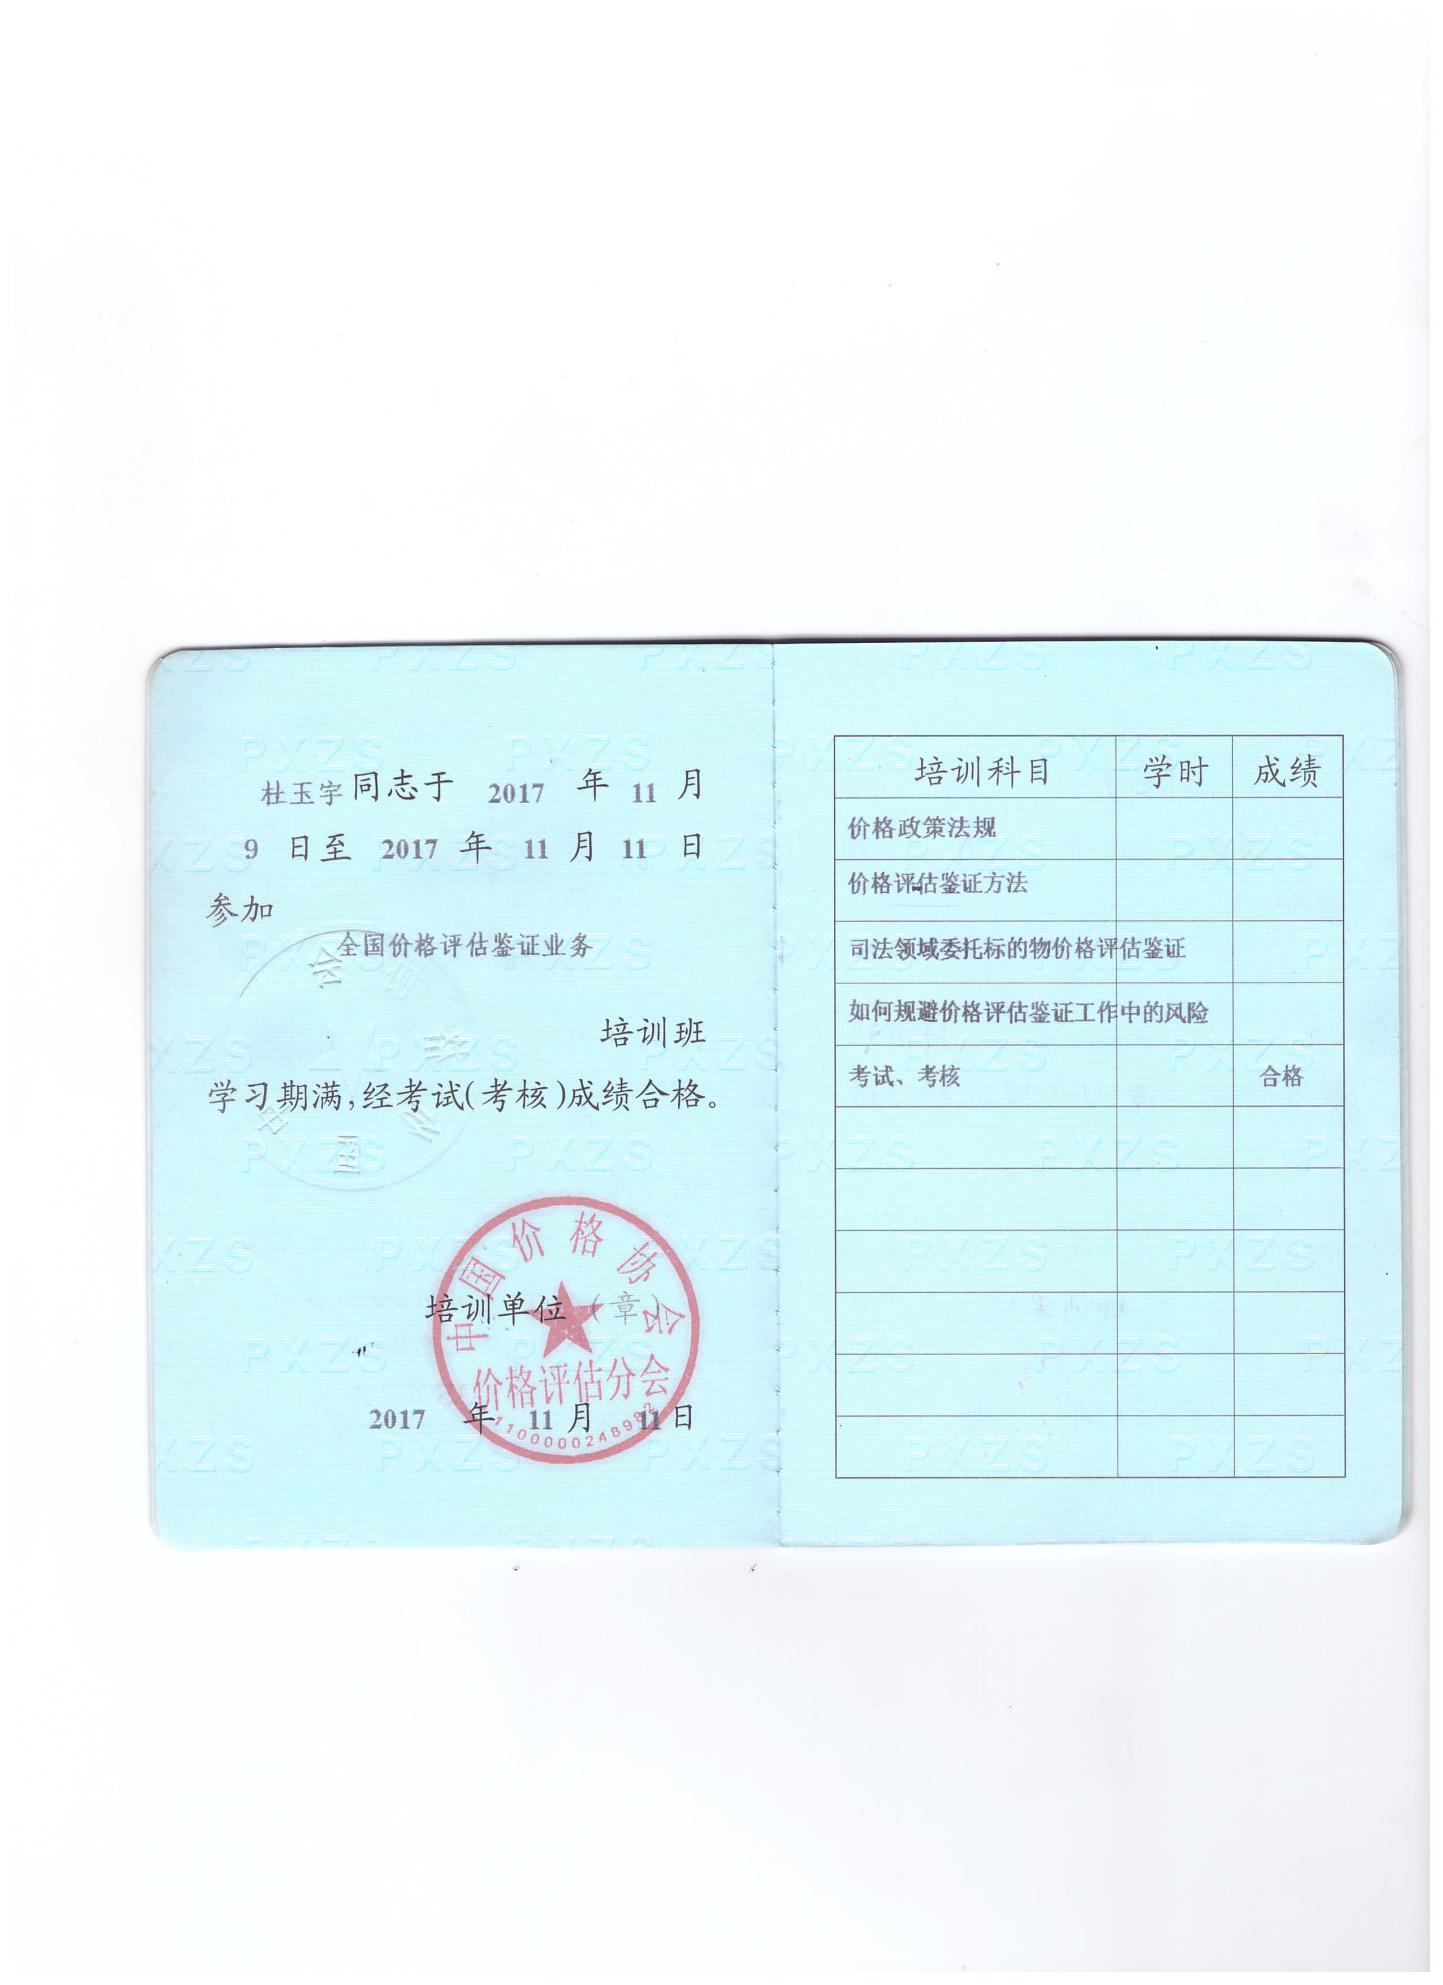 杜玉宇同志于 2017 年 11 月
9 日至 2017 年 11 月 11 日
参加
全国价格评估鉴证业务
培训班
学习期满,经考试(考核)成绩合格。
培训单位（章）
中国价格协会
价格评估分会
1100000248982
2017 年 11 月 11 日
培训科目 学时 成绩
价格政策法规
价格评估鉴证方法
司法领域委托标的物价格评估鉴证
如何规避价格评估鉴证工作中的风险
考试、考核 合格
PXZS